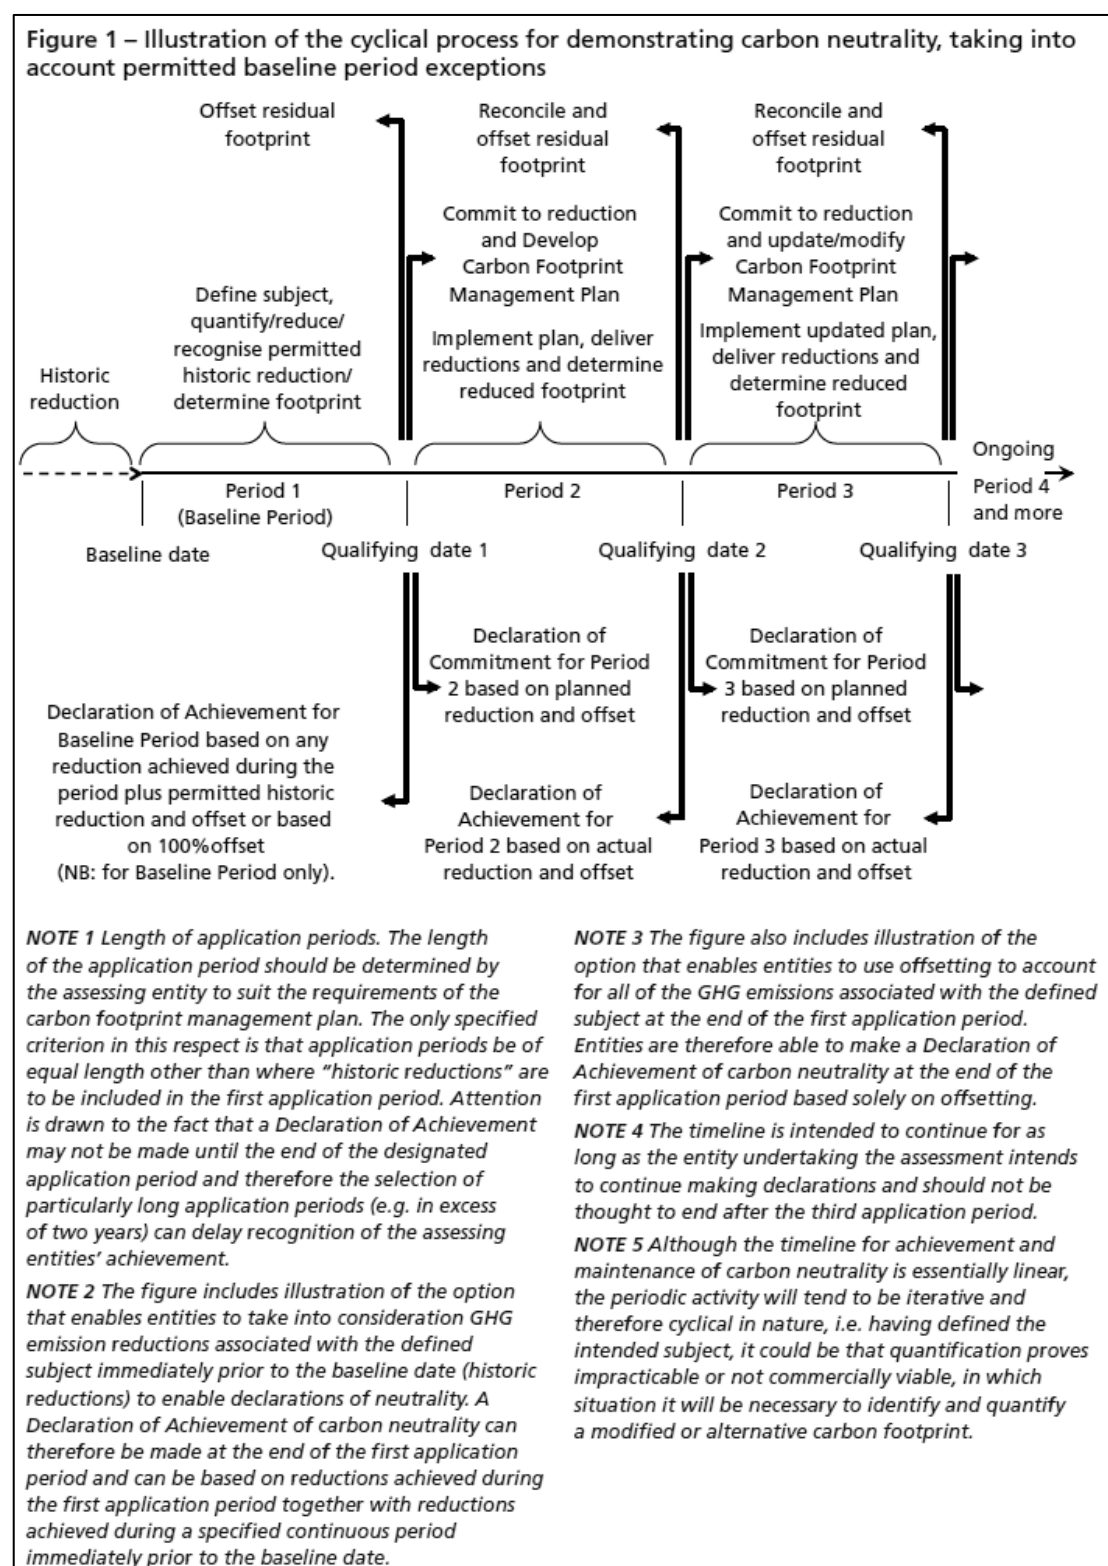 Figure 1 – Illustration of the cyclical process for demonstrating carbon neutrality, taking into
account permitted baseline period exceptions
Offset residual
footprint
Reconcile and
offset residual
footprint
Reconcile and
offset residual
footprint
Commit to reduction
and Develop
Carbon Footprint
Management Plan
Commit to reduction
and update/modify
Carbon Footprint
Management Plan
Historic
reduction
Define subject,
quantify/reduce/
recognise permitted
historic reduction/
determine footprint
Implement plan, deliver
reductions and determine
reduced footprint
Implement updated plan,
deliver reductions and
determine reduced
footprint
Period 1
(Baseline Period)
Period 2
Period 3
Ongoing
Period 4
and more
Baseline date
Qualifying date 1
Qualifying date 2
Qualifying date 3
Declaration of
Commitment for Period
2 based on planned
reduction and offset
Declaration of
Commitment for Period
3 based on planned
reduction and offset
Declaration of Achievement for
Baseline Period based on any
reduction achieved during the
period plus permitted historic
reduction and offset or based
on 100%offset
(NB: for Baseline Period only).
Declaration of
Achievement for
Period 2 based on actual
reduction and offset
Declaration of
Achievement for
Period 3 based on actual
reduction and offset
NOTE 1 Length of application periods. The length
of the application period should be determined by
the assessing entity to suit the requirements of the
carbon footprint management plan. The only specified
criterion in this respect is that application periods be of
equal length other than where “historic reductions” are
to be included in the first application period. Attention
is drawn to the fact that a Declaration of Achievement
may not be made until the end of the designated
application period and therefore the selection of
particularly long application periods (e.g. in excess
of two years) can delay recognition of the assessing
entities’ achievement.
NOTE 2 The figure includes illustration of the option
that enables entities to take into consideration GHG
emission reductions associated with the defined
subject immediately prior to the baseline date (historic
reductions) to enable declarations of neutrality. A
Declaration of Achievement of carbon neutrality can
therefore be made at the end of the first application
period and can be based on reductions achieved during
the first application period together with reductions
achieved during a specified continuous period
immediately prior to the baseline date.
NOTE 3 The figure also includes illustration of the
option that enables entities to use offsetting to account
for all of the GHG emissions associated with the defined
subject at the end of the first application period.
Entities are therefore able to make a Declaration of
Achievement of carbon neutrality at the end of the
first application period based solely on offsetting.
NOTE 4 The timeline is intended to continue for as
long as the entity undertaking the assessment intends
to continue making declarations and should not be
thought to end after the third application period.
NOTE 5 Although the timeline for achievement and
maintenance of carbon neutrality is essentially linear,
the periodic activity will tend to be iterative and
therefore cyclical in nature, i.e. having defined the
intended subject, it could be that quantification proves
impracticable or not commercially viable, in which
situation it will be necessary to identify and quantify
a modified or alternative carbon footprint.